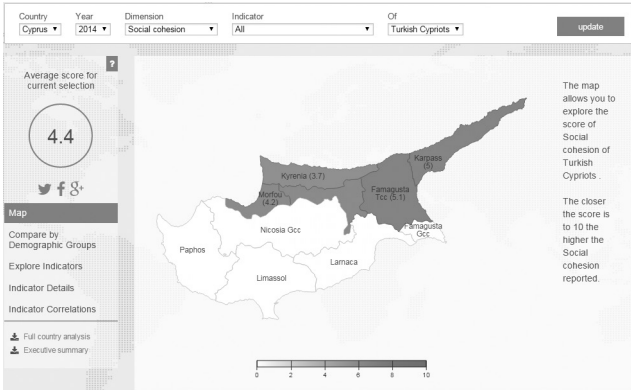 Country
Year
Dimension
Indicator
Of
Cyprus ▼
2014 ▼
Social cohesion ▼
All ▼
Turkish Cypriots ▼
update
?
Average score for
current selection
4.4
Map
Compare by
Demographic Groups
Explore Indicators
Indicator Details
Indicator Correlations
Full country analysis
Executive summary
Karpass
(5)
Kyrenia (3.7)
Morfou
(4.2)
Famagusta
Tcc (5.1)
Nicosia Gcc
Famagusta
Gcc
Paphos
Larnaca
Limassol
0 2 4 6 8 10
The map
allows you to
explore the
score of
Social
cohesion of
Turkish
Cypriots .
The closer
the score is
to 10 the
higher the
Social
cohesion
reported.